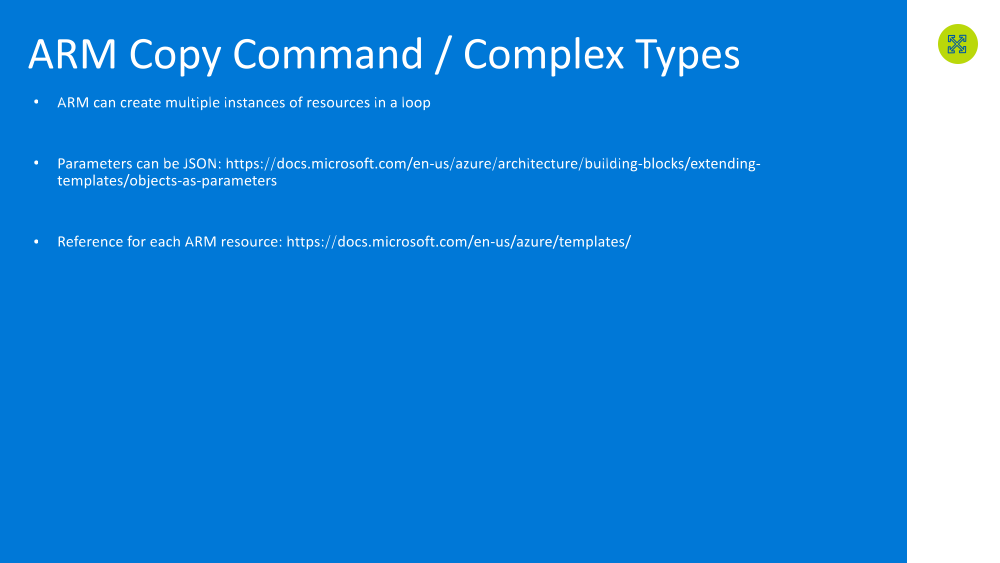 ARM Copy Command / Complex Types
• ARM can create multiple instances of resources in a loop
• Parameters can be JSON: https://docs.microsoft.com/en-us/azure/architecture/building-blocks/extending-
templates/objects-as-parameters
• Reference for each ARM resource: https://docs.microsoft.com/en-us/azure/templates/